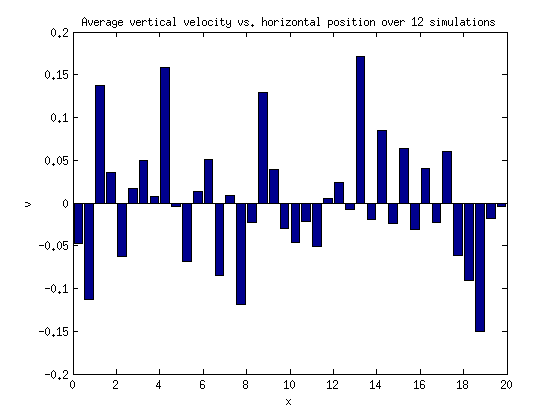 Average vertical velocity vs. horizontal position over 12 simulations
0.2
0.15
0.1
0.05
0
-0.05
-0.1
-0.15
-0.2
v
0 2 4 6 8 10 12 14 16 18 20
x